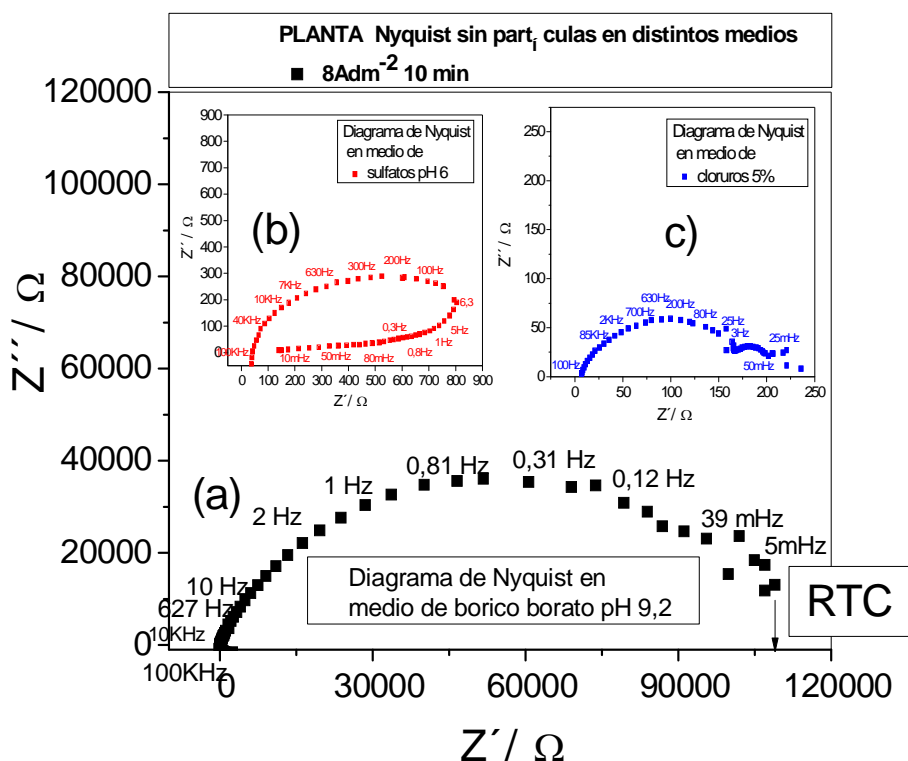 PLANTA Nyquist sin partí culas en distintos medios
8Adm-2 10 min
120000
100000
80000
60000
40000
20000
0
Z´´ / Ω
900
800
700
600
500
400
300
200
100
0
Z´´ / Ω
Diagrama de Nyquist
en medio de
sulfatos pH 6
(b)
40KHz
10KHz
7KHz
630Hz
300Hz
200Hz
100Hz
6,3
5Hz
1Hz
0,8Hz
0,3Hz
80mHz
50mHz
10mHz
0 100 200 300 400 500 600 700 800 900
Z´/ Ω
250
200
150
100
50
0
Z´´ / Ω
Diagrama de Nyquist
en medio de
cloruros 5%
c)
100Hz
85KHz
2KHz
700Hz
630Hz
200Hz
80Hz
25Hz
3Hz
50mHz
25mHz
0 50 100 150 200 250
Z´/ Ω
(a)
100KHz
10KHz
627 Hz
10 Hz
2 Hz
1 Hz
0,81 Hz
0,31 Hz
0,12 Hz
39 mHz
5mHz
Diagrama de Nyquist en
medio de borico borato pH 9,2
RTC
0 30000 60000 90000 120000
Z´/ Ω